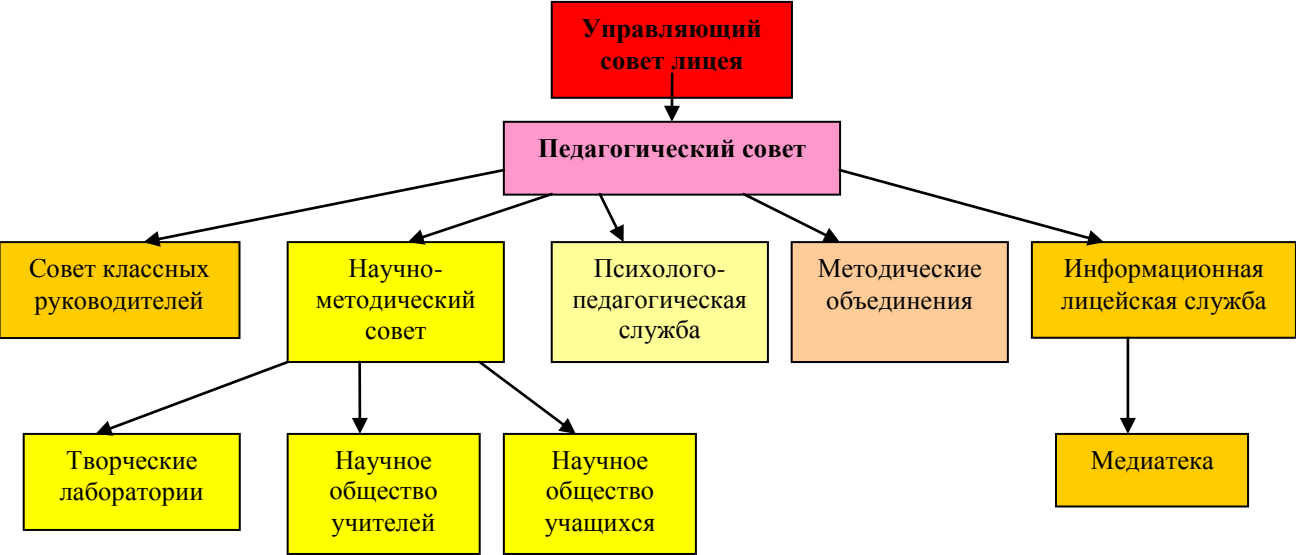 Управляющий
совет лицея
Педагогический совет
Совет классных
руководителей
Научно-
методический
совет
Психолого-
педагогическая
служба
Методические
объединения
Информационная
лицейская служба
Творческие
лаборатории
Научное
общество
учителей
Научное
общество
учащихся
Медиатека